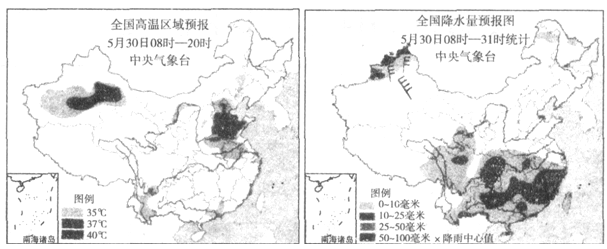 全国高温区域预报
5月30日08时—20时
中央气象台
图例
35℃
37℃
40℃
南海诸岛
全国降水量预报图
5月30日08时—31时统计
中央气象台
图例
0~10毫米
10~25毫米
25~50毫米
50~100毫米 × 降雨中心值
南海诸岛